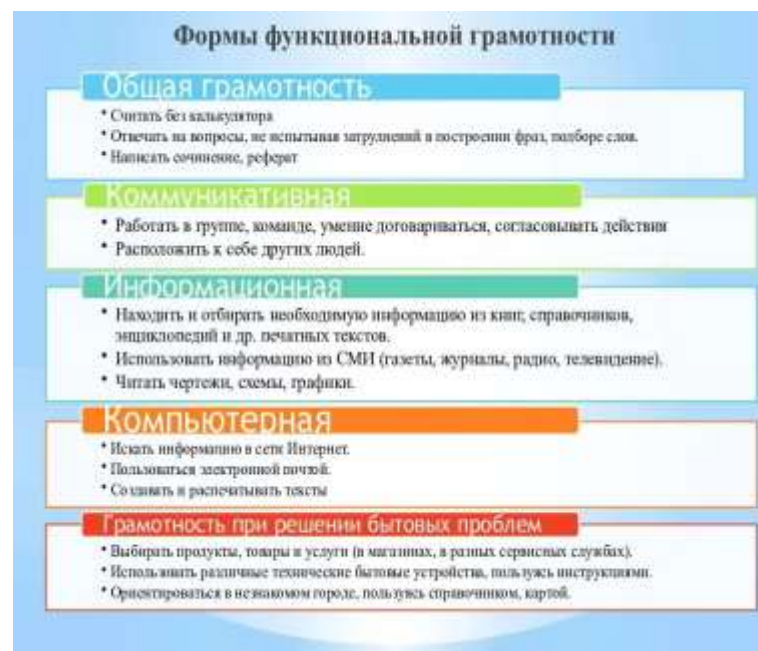 Формы функциональной грамотности
Общая грамотность
• Считать без калькулятора
• Отвечать на вопросы, не испытывая затруднений в построении фраз, подборе слов.
• Написать сочинение, реферат
Коммуникативная
• Работать в группе, команде, умение договариваться, согласовывать действия
• Расположить к себе других людей.
Информационная
• Находить и отбирать необходимую информацию из книг, справочников,
энциклопедий и др. печатных текстов.
• Использовать информацию из СМИ (газеты, журналы, радио, телевидение).
• Читать чертежи, схемы, графики.
Компьютерная
• Искать информацию в сети Интернет.
• Пользоваться электронной почтой.
• Создавать и распечатывать тексты
Грамотность при решении бытовых проблем
• Выбирать продукты, товары и услуги (в магазинах, в разных сервисных службах).
• Использовать различные технические бытовые устройства, пользуясь инструкциями.
• Ориентироваться в незнакомом городе, пользуясь справочником, картой.